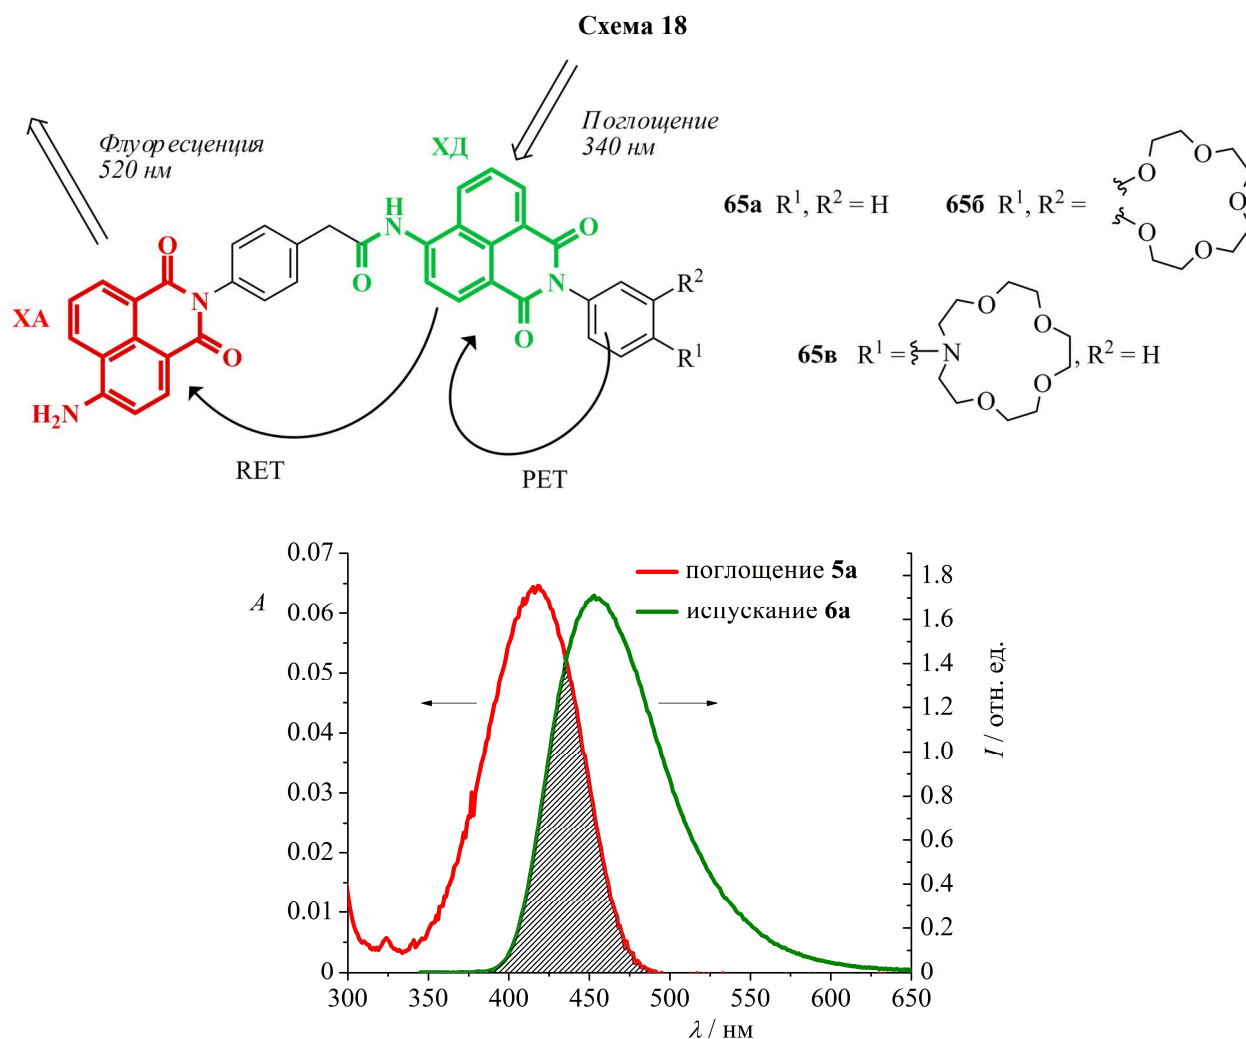 Схема 18
Флуоресценция
520 нм
ХД
Поглощение
340 нм
65а R¹, R² = H
65б R¹, R² =
O
O
O
O
O
O
H
N
O
O
N
O
O
N
O
O
R²
R¹
ХА
H₂N
RET
PET
65в R¹ =
N
O
O
O
O
, R² = H
0.07
0.06
0.05
0.04
0.03
0.02
0.01
0
A
поглощение 5а
испускание 6а
1.8
1.6
1.4
1.2
1.0
0.8
0.6
0.4
0.2
0
I / отн. ед.
300 350 400 450 500 550 600 650
λ / нм